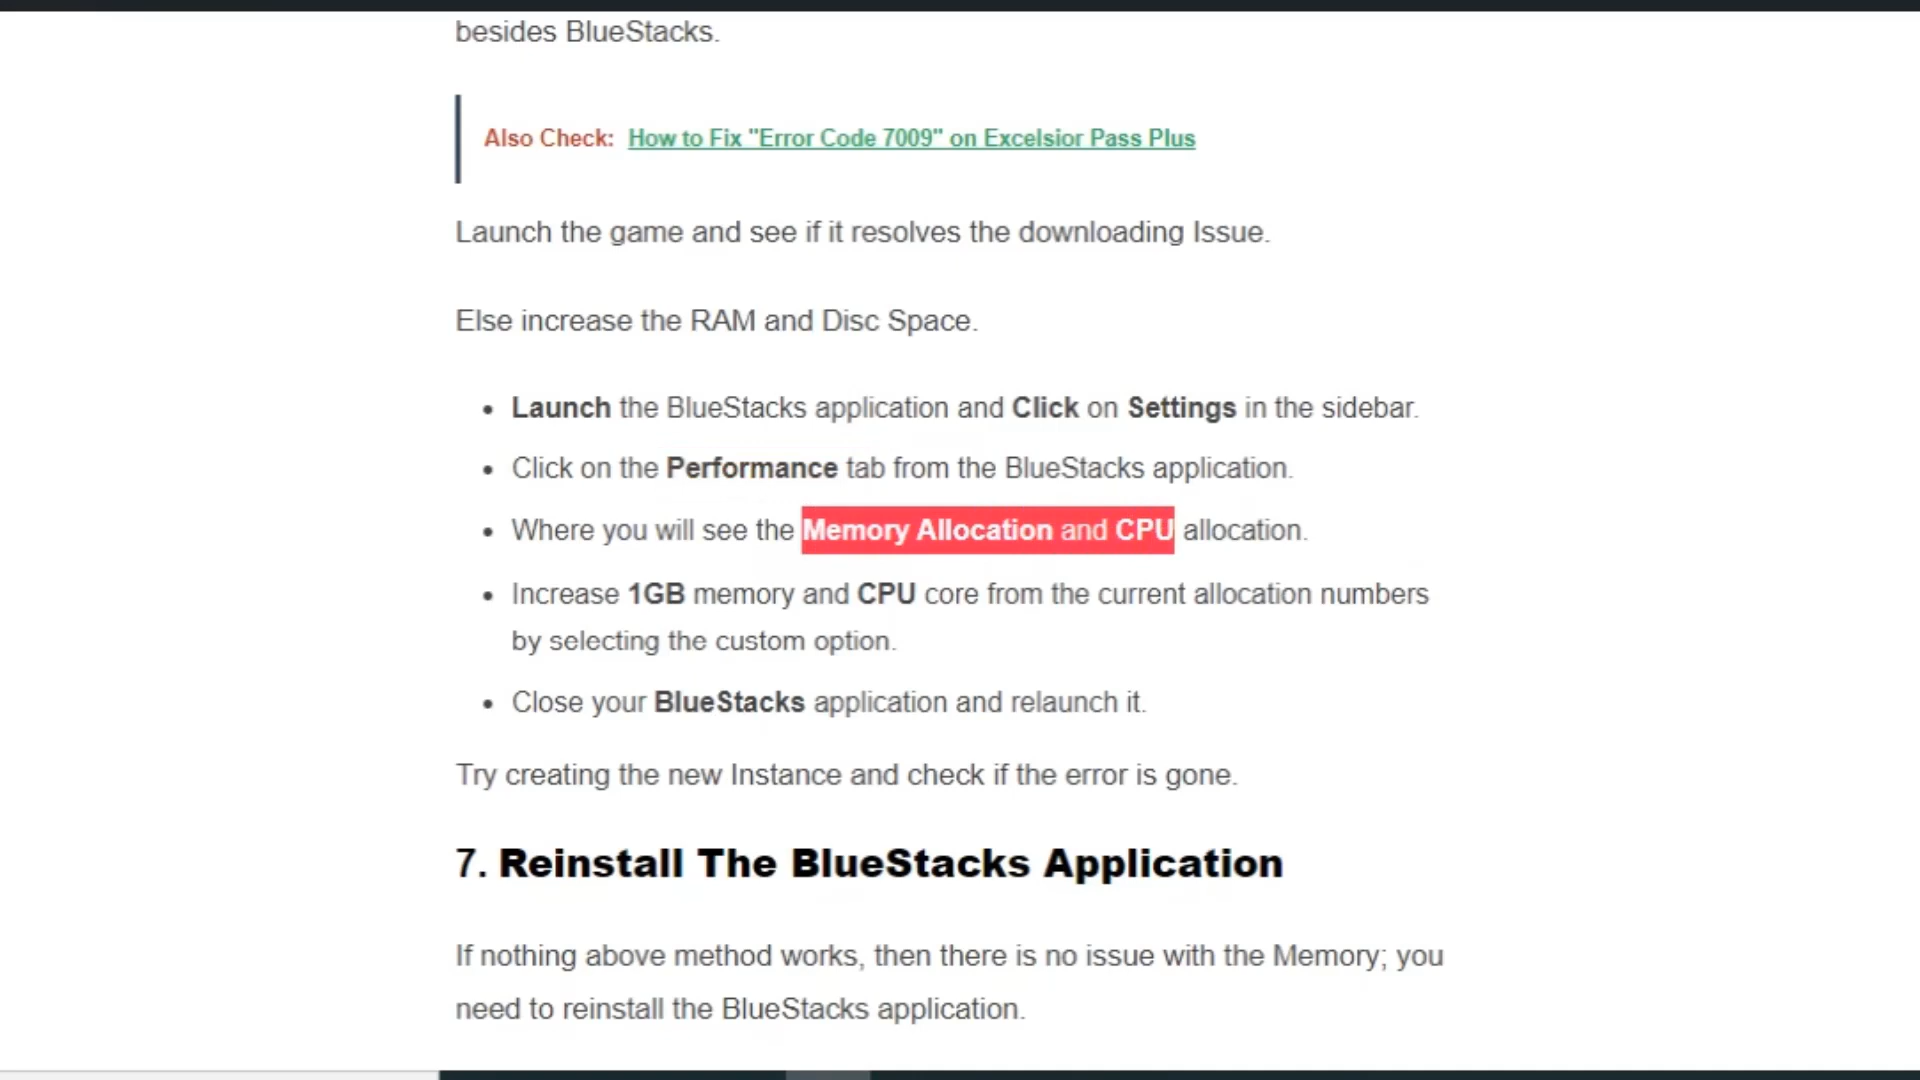 besides BlueStacks.
Also Check: How to Fix "Error Code 7009" on Excelsior Pass Plus
Launch the game and see if it resolves the downloading Issue.
Else increase the RAM and Disc Space.
• Launch the BlueStacks application and Click on Settings in the sidebar.
• Click on the Performance tab from the BlueStacks application.
• Where you will see the Memory Allocation and CPU allocation.
• Increase 1GB memory and CPU core from the current allocation numbers
by selecting the custom option.
• Close your BlueStacks application and relaunch it.
Try creating the new Instance and check if the error is gone.
7. Reinstall The BlueStacks Application
If nothing above method works, then there is no issue with the Memory; you
need to reinstall the BlueStacks application.